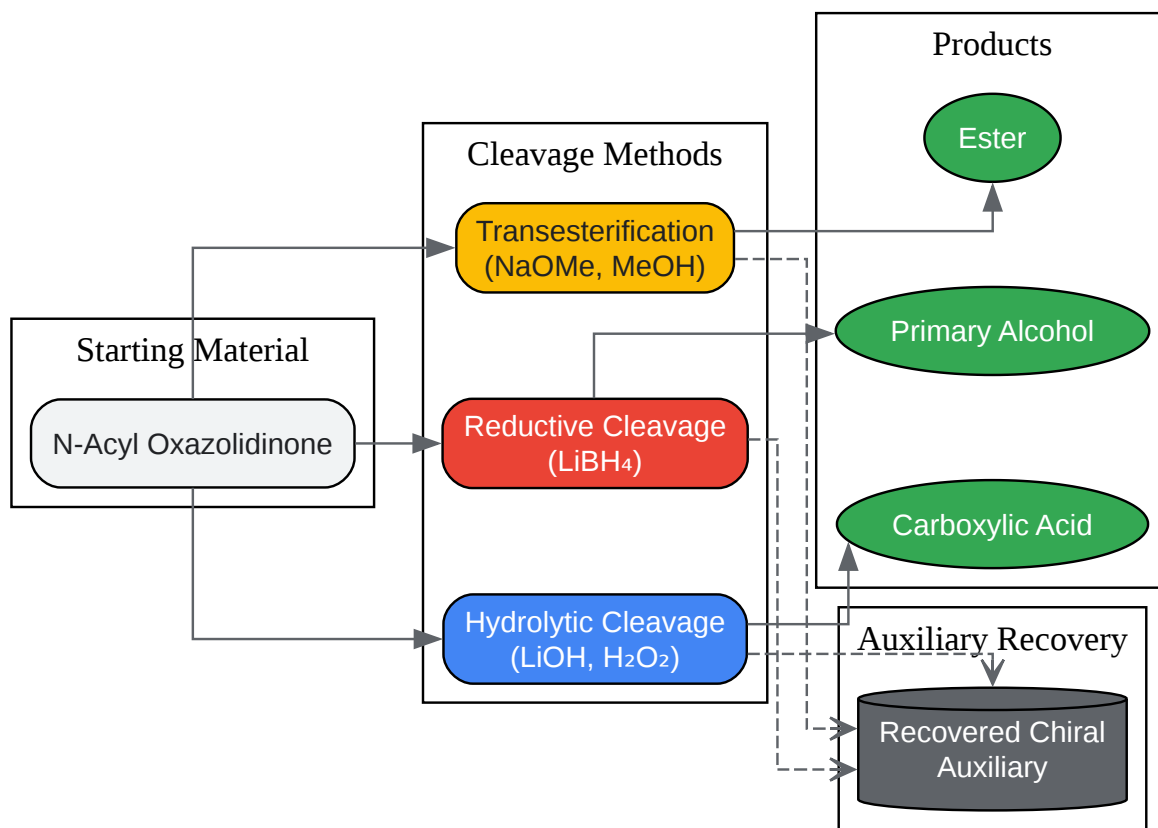 Starting Material
N-Acyl Oxazolidinone
Cleavage Methods
Transesterification
(NaOMe, MeOH)
Reductive Cleavage
(LiBH₄)
Hydrolytic Cleavage
(LiOH, H₂O₂)
Products
Ester
Primary Alcohol
Carboxylic Acid
Auxiliary Recovery
Recovered Chiral
Auxiliary